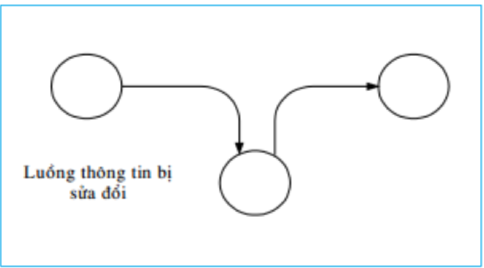 Luồng thông tin bị
sửa đổi